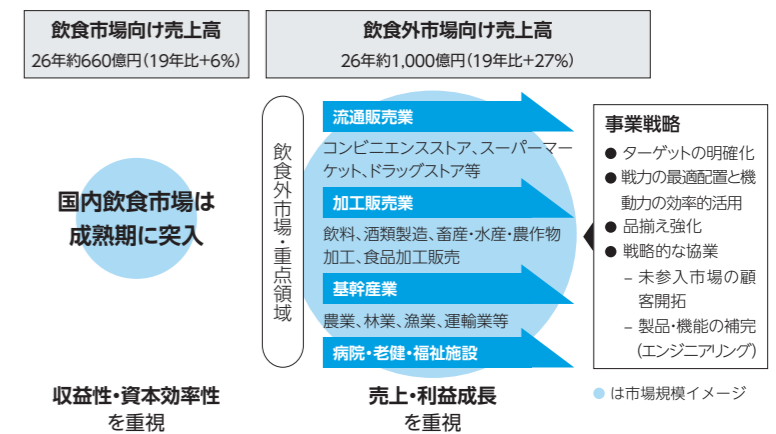 飲食市場向け売上高
26年約660億円(19年比+6%)
飲食外市場向け売上高
26年約1,000億円(19年比+27%)
国内飲食市場は
成熟期に突入
収益性・資本効率性
を重視
飲食外市場・重点領域
流通販売業
コンビニエンスストア、スーパーマー
ケット、ドラッグストア等
加工販売業
飲料、酒類製造、畜産・水産・農作物
加工、食品加工販売
基幹産業
農業、林業、漁業、運輸業等
病院・老健・福祉施設
売上・利益成長
を重視
事業戦略
● ターゲットの明確化
● 戦力の最適配置と機
動力の効率的活用
● 品揃え強化
● 戦略的な協業
− 未参入市場の顧
客開拓
− 製品・機能の補完
(エンジニアリング)
● は市場規模イメージ